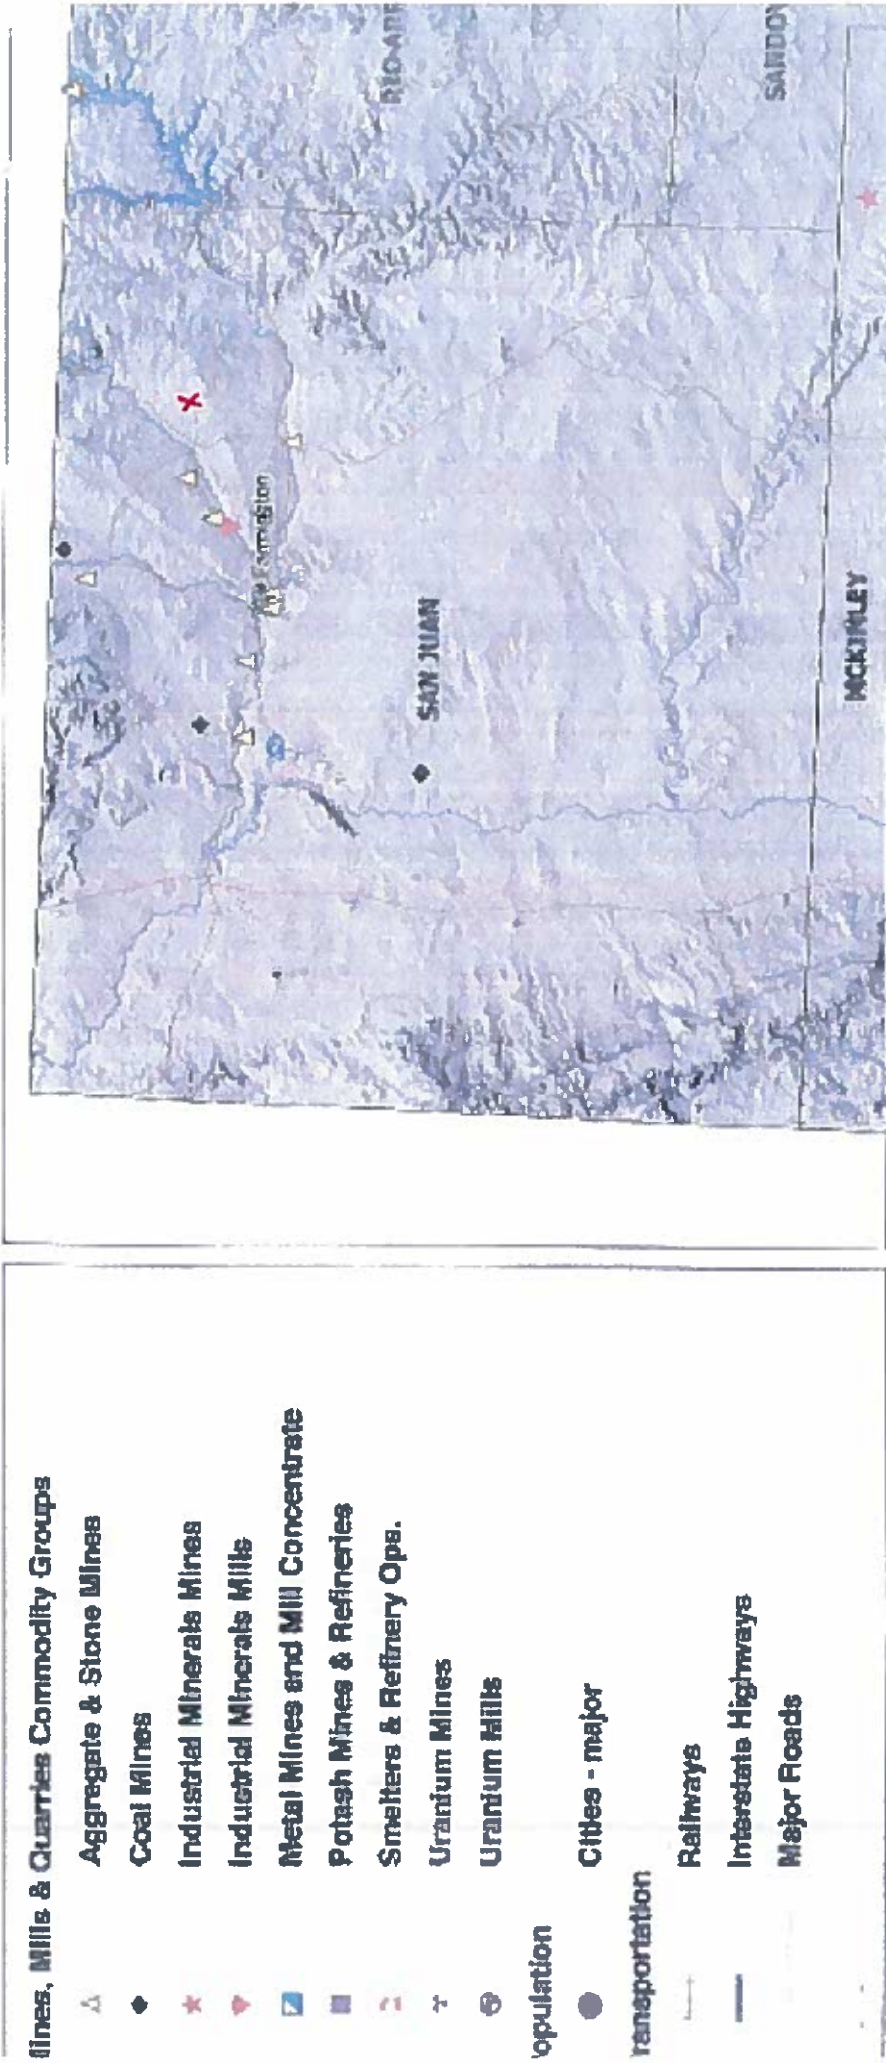 lines, Mills & Quarries Commodity Groups
Aggregate & Stone Mines
Coal Mines
Industrial Minerals Mines
Industrial Minerals Mills
Metal Mines and Mill Concentrate
Potash Mines & Refineries
Smelters & Refinery Ops.
Uranium Mines
Uranium Mills
opulation
Cities - major
ransportation
Railways
Interstate Highways
Major Roads
Farmington
SAN JUAN
MCKINLEY
RIO ARR
SANDOV